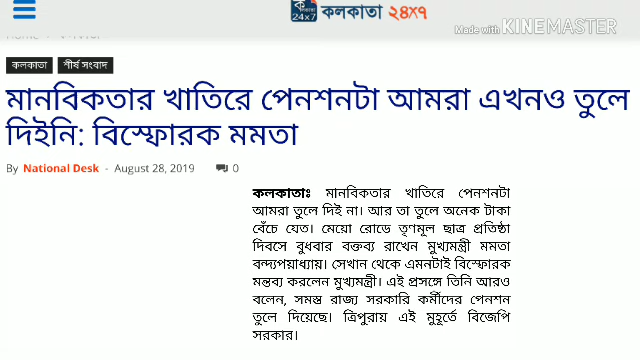 কলকাতা ২৪x৭
Made with KINEMASTER
কলকাতা শীর্ষ সংবাদ
মানবিকতার খাতিরে পেনশনটা আমরা এখনও তুলে
দিইনি: বিস্ফোরক মমতা
By National Desk - August 28, 2019 0
কলকাতাঃ মানবিকতার খাতিরে পেনশনটা
আমরা তুলে দিই না। আর তা তুলে অনেক টাকা
বেঁচে যেত। মেয়ো রোডে তৃণমূল ছাত্র প্রতিষ্ঠা
দিবসে বুধবার বক্তব্য রাখেন মুখ্যমন্ত্রী মমতা
বন্দ্যপয়াধ্যায়। সেখান থেকে এমনটাই বিস্ফোরক
মন্তব্য করলেন মুখ্যমন্ত্রী। এই প্রসঙ্গে তিনি আরও
বলেন, সমস্ত রাজ্য সরকারি কর্মীদের পেনশন
তুলে দিয়েছে। ত্রিপুরায় এই মুহূর্তে বিজেপি
সরকার।